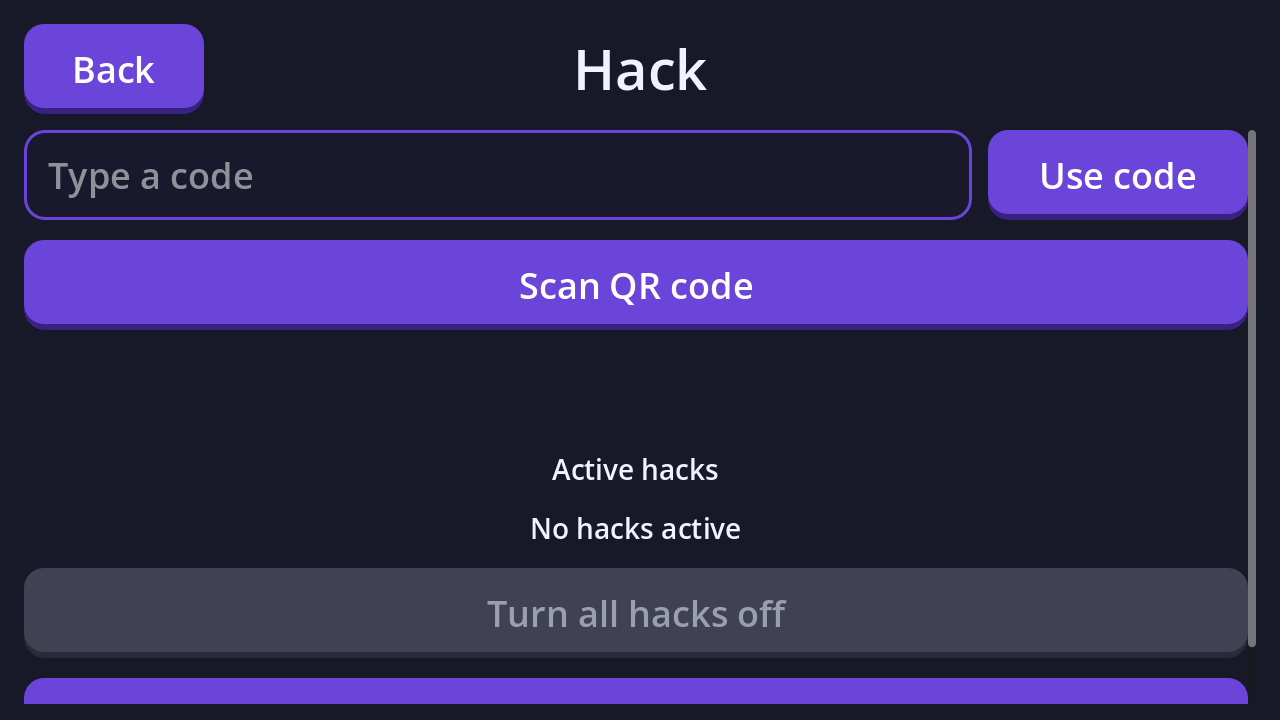 Back
Hack
Type a code
Use code
Scan QR code
Active hacks
No hacks active
Turn all hacks off